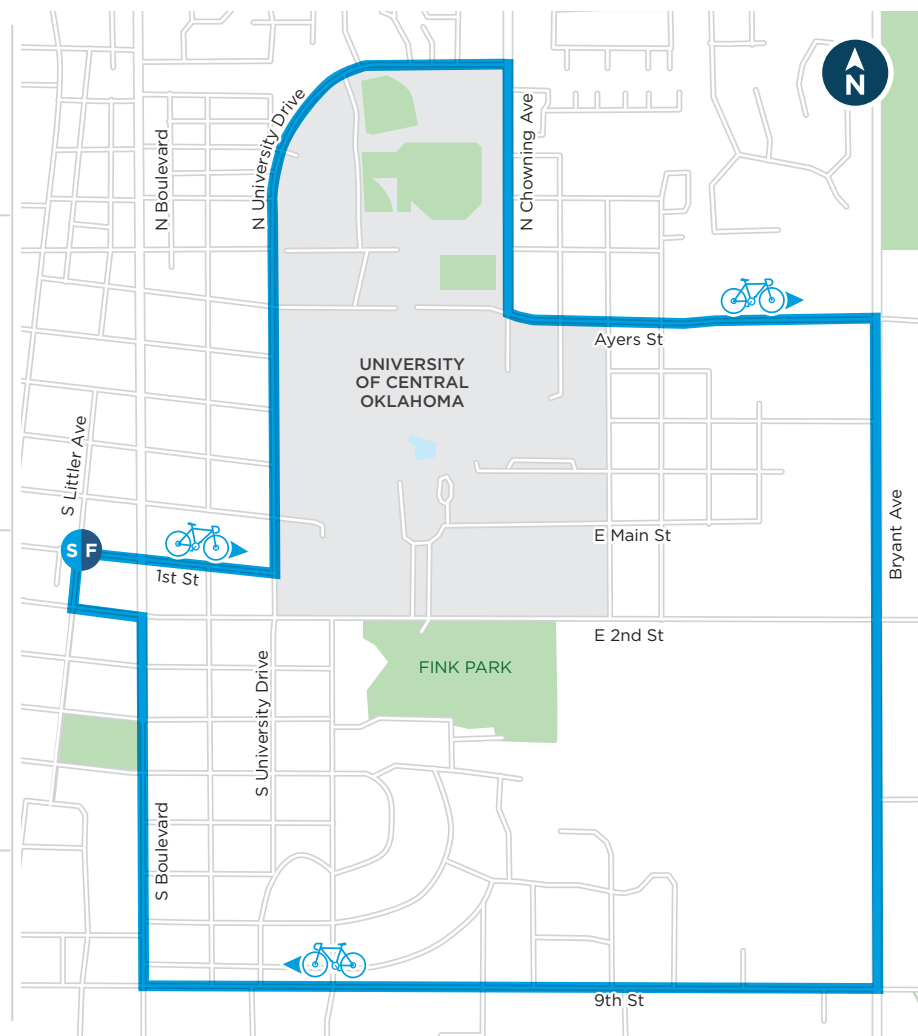 N
N Boulevard
N University Drive
N Chowning Ave
Ayers St
UNIVERSITY
OF CENTRAL
OKLAHOMA
S Littler Ave
Bryant Ave
E Main St
S F
1st St
E 2nd St
FINK PARK
S University Drive
S Boulevard
9th St